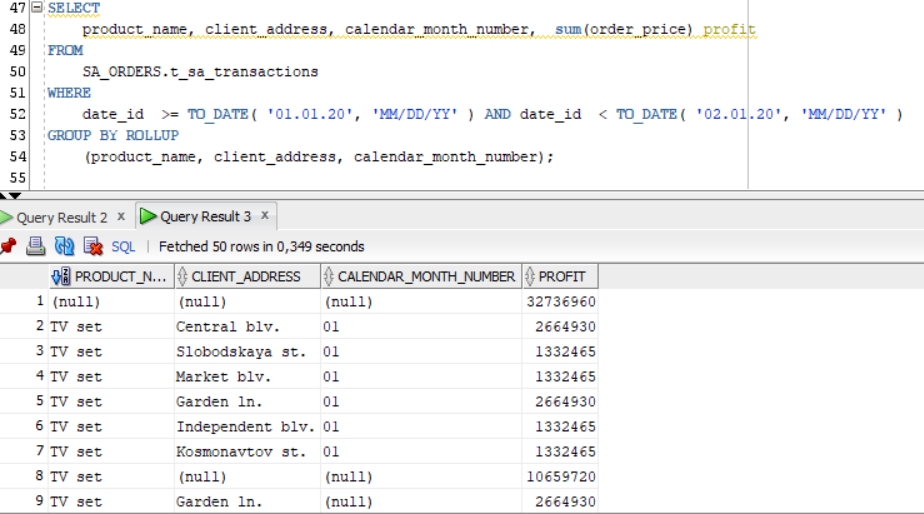 47 SELECT
48 product_name, client_address, calendar_month_number,  sum(order_price) profit
49 FROM
50 SA_ORDERS.t_sa_transactions
51 WHERE
52 date_id  >= TO_DATE( '01.01.20', 'MM/DD/YY' ) AND date_id  < TO_DATE( '02.01.20', 'MM/DD/YY' )
53 GROUP BY ROLLUP
54 (product_name, client_address, calendar_month_number);
55
Query Result 2 x Query Result 3 x
SQL | Fetched 50 rows in 0,349 seconds
PRODUCT_N... CLIENT_ADDRESS CALENDAR_MONTH_NUMBER PROFIT
1 (null) (null) (null) 32736960
2 TV set Central blv. 01 2664930
3 TV set Slobodskaya st. 01 1332465
4 TV set Market blv. 01 1332465
5 TV set Garden ln. 01 2664930
6 TV set Independent blv. 01 1332465
7 TV set Kosmonavtov st. 01 1332465
8 TV set (null) (null) 10659720
9 TV set Garden ln. (null) 2664930